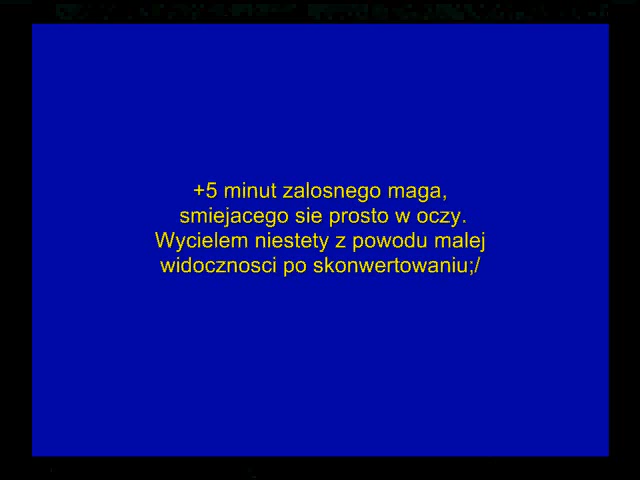 +5 minut zalosnego maga,
smiejacego sie prosto w oczy.
Wycielem niestety z powodu malej
widocznosci po skonwertowaniu;/